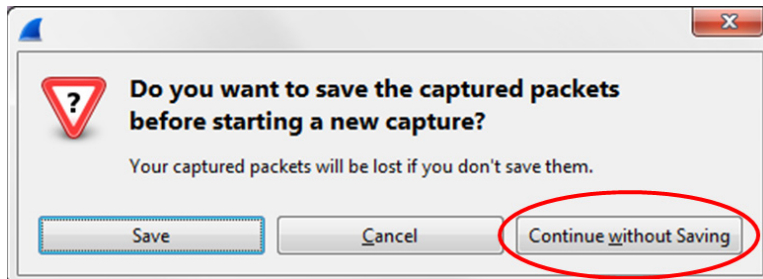 Do you want to save the captured packets
before starting a new capture?
Your captured packets will be lost if you don't save them.
Save
Cancel
Continue without Saving